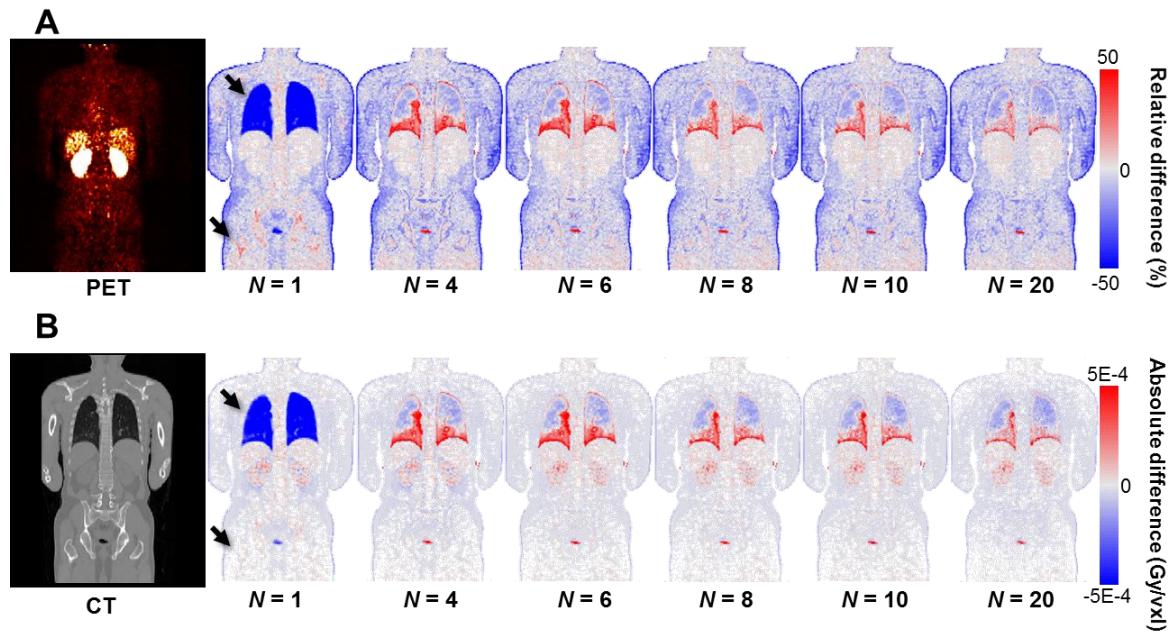 A
PET
N = 1
N = 4
N = 6
N = 8
N = 10
N = 20
50
0
-50
Relative difference (%)
B
CT
N = 1
N = 4
N = 6
N = 8
N = 10
N = 20
5E-4
0
-5E-4
Absolute difference (Gy/vxl)